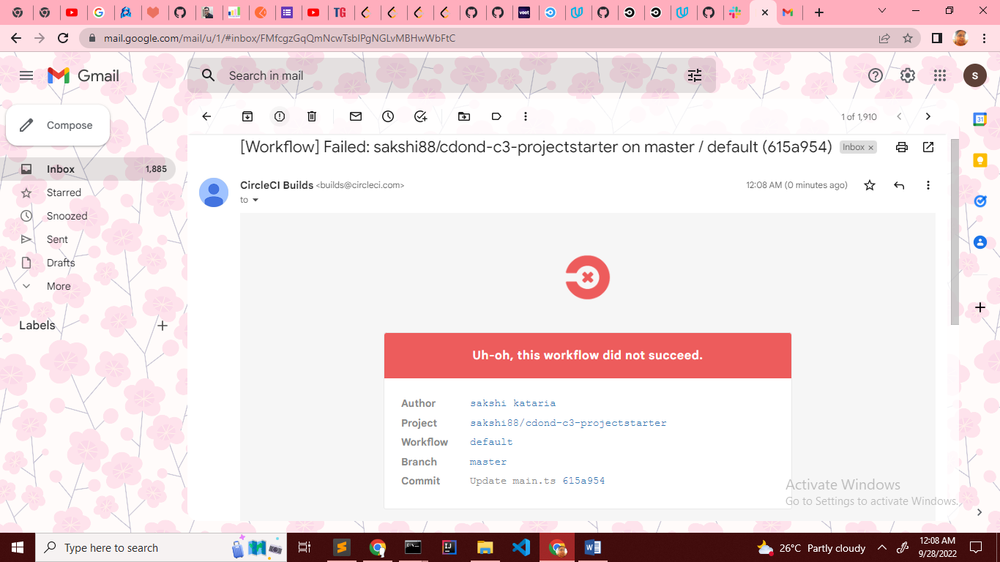 TG
voot
mail.google.com/mail/u/1/#inbox/FMfcgzGqQmNcwTsbIPgNGLvMBHwWbFtC
Gmail
Search in mail
S
Compose
1 of 1,910
31
[Workflow] Failed: sakshi88/cdond-c3-projectstarter on master / default (615a954)
Inbox ×
Inbox 1,885
Starred
Snoozed
Sent
Drafts
More
Labels
CircleCI Builds <builds@circleci.com>
12:08 AM (0 minutes ago)
to
Uh-oh, this workflow did not succeed.
Author sakshi kataria
Project sakshi88/cdond-c3-projectstarter
Workflow default
Branch master
Commit Update main.ts 615a954
Activate Windows
Go to Settings to activate Windows.
Type here to search
26°C Partly cloudy
12:08 AM
9/28/2022